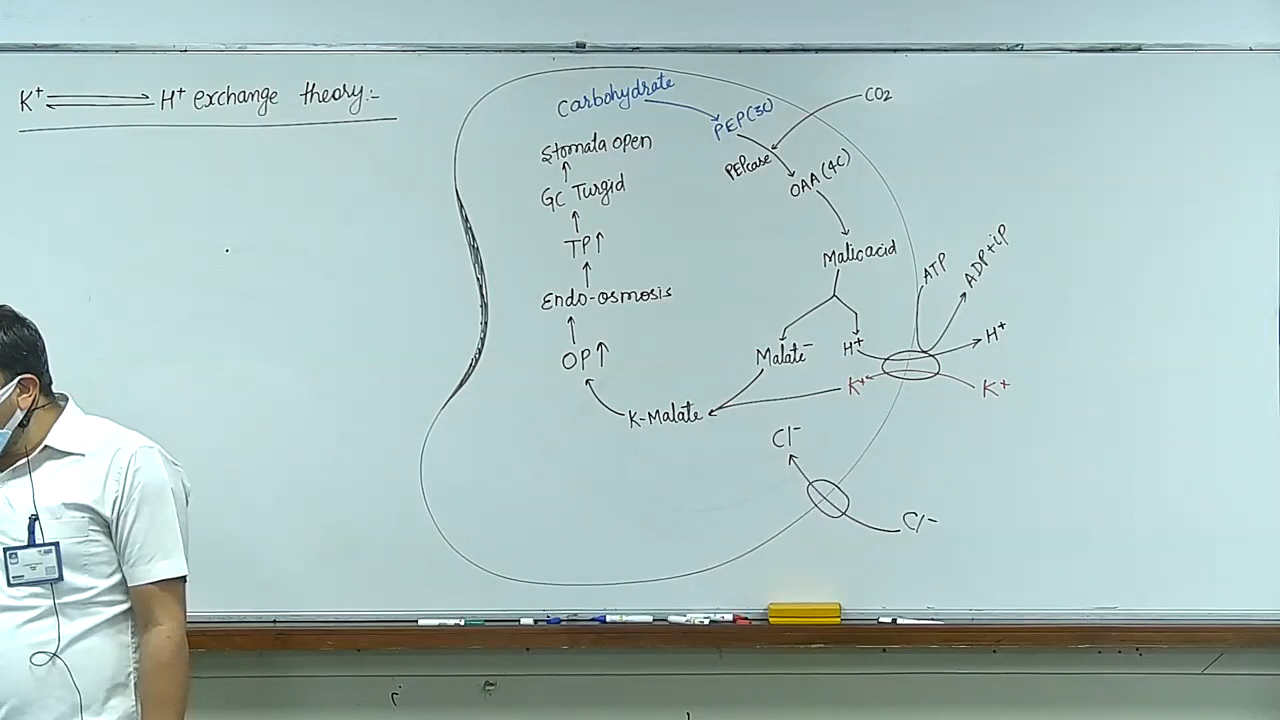 K⁺ ⇌ H⁺ exchange theory:-
Carbohydrate
PEP(3C)
CO2
PEPcase
OAA(4C)
Malic acid
Malate⁻
H⁺
ATP
ADP+iP
H⁺
K⁺
K⁺
K-Malate
OP↑
Endo-osmosis
TP↑
GC Turgid
Stomata open
Cl⁻
Cl⁻